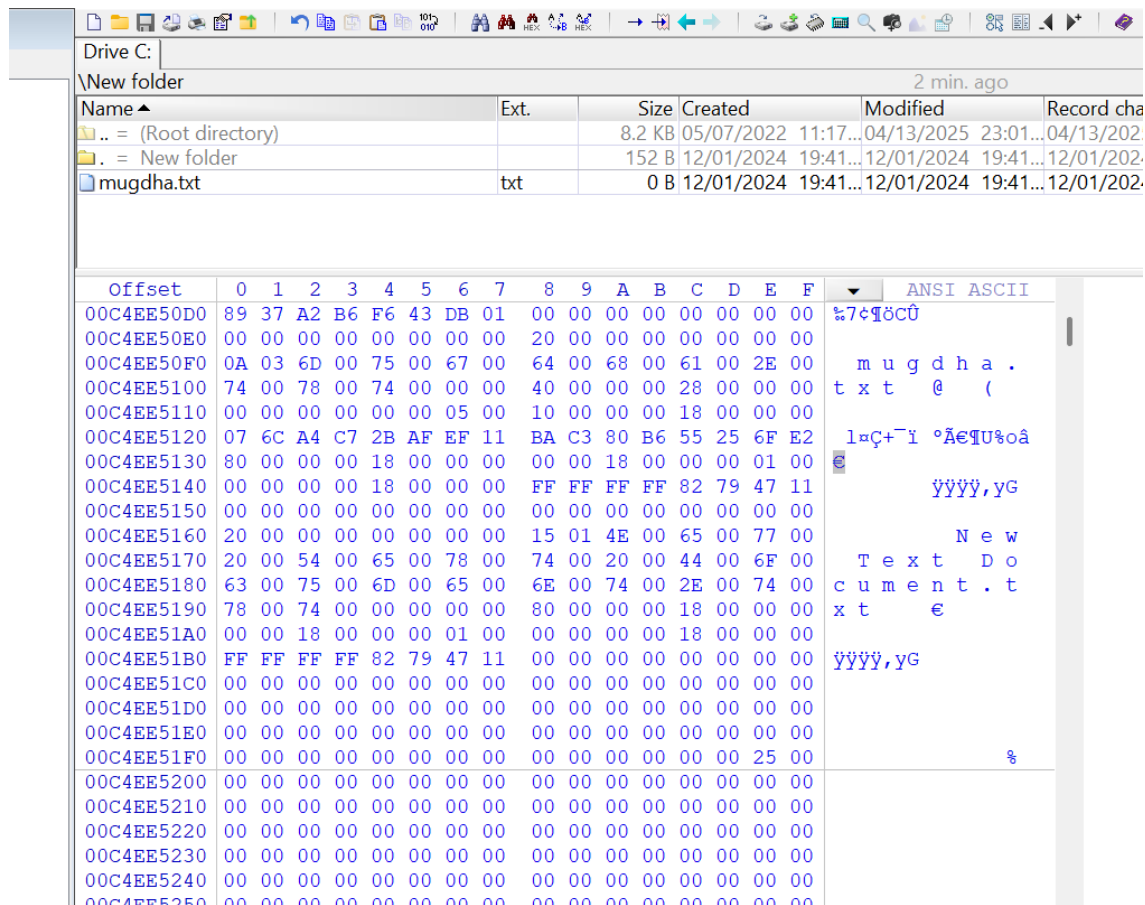 Drive C:
\New folder 2 min. ago
Name Ext. Size Created Modified Record cha
.. = (Root directory) 8.2 KB 05/07/2022 11:17... 04/13/2025 23:01... 04/13/202
. = New folder 152 B 12/01/2024 19:41... 12/01/2024 19:41... 12/01/202
mugdha.txt txt 0 B 12/01/2024 19:41... 12/01/2024 19:41... 12/01/202
Offset 0 1 2 3 4 5 6 7 8 9 A B C D E F ANSI ASCII
00C4EE50D0 89 37 A2 B6 F6 43 DB 01 00 00 00 00 00 00 00 00 ‰7¢¶öCÛ
00C4EE50E0 00 00 00 00 00 00 00 00 20 00 00 00 00 00 00 00
00C4EE50F0 0A 03 6D 00 75 00 67 00 64 00 68 00 61 00 2E 00 m u g d h a .
00C4EE5100 74 00 78 00 74 00 00 00 40 00 00 00 28 00 00 00 t x t @ (
00C4EE5110 00 00 00 00 00 00 05 00 10 00 00 00 18 00 00 00
00C4EE5120 07 6C A4 C7 2B AF EF 11 BA C3 80 B6 55 25 6F E2 l¤Ç+¯ï ºÃ€¶U%oâ
00C4EE5130 80 00 00 00 18 00 00 00 00 00 18 00 00 00 01 00 €
00C4EE5140 00 00 00 00 18 00 00 00 FF FF FF FF 82 79 47 11 ÿÿÿÿ‚yG
00C4EE5150 00 00 00 00 00 00 00 00 00 00 00 00 00 00 00 00
00C4EE5160 20 00 00 00 00 00 00 00 15 01 4E 00 65 00 77 00 N e w
00C4EE5170 20 00 54 00 65 00 78 00 74 00 20 00 44 00 6F 00 T e x t D o
00C4EE5180 63 00 75 00 6D 00 65 00 6E 00 74 00 2E 00 74 00 c u m e n t . t
00C4EE5190 78 00 74 00 00 00 00 00 80 00 00 00 18 00 00 00 x t €
00C4EE51A0 00 00 18 00 00 00 01 00 00 00 00 00 18 00 00 00
00C4EE51B0 FF FF FF FF 82 79 47 11 00 00 00 00 00 00 00 00 ÿÿÿÿ‚yG
00C4EE51C0 00 00 00 00 00 00 00 00 00 00 00 00 00 00 00 00
00C4EE51D0 00 00 00 00 00 00 00 00 00 00 00 00 00 00 00 00
00C4EE51E0 00 00 00 00 00 00 00 00 00 00 00 00 00 00 00 00
00C4EE51F0 00 00 00 00 00 00 00 00 00 00 00 00 00 00 25 00 %
00C4EE5200 00 00 00 00 00 00 00 00 00 00 00 00 00 00 00 00
00C4EE5210 00 00 00 00 00 00 00 00 00 00 00 00 00 00 00 00
00C4EE5220 00 00 00 00 00 00 00 00 00 00 00 00 00 00 00 00
00C4EE5230 00 00 00 00 00 00 00 00 00 00 00 00 00 00 00 00
00C4EE5240 00 00 00 00 00 00 00 00 00 00 00 00 00 00 00 00
00C4EE5250 00 00 00 00 00 00 00 00 00 00 00 00 00 00 00 00